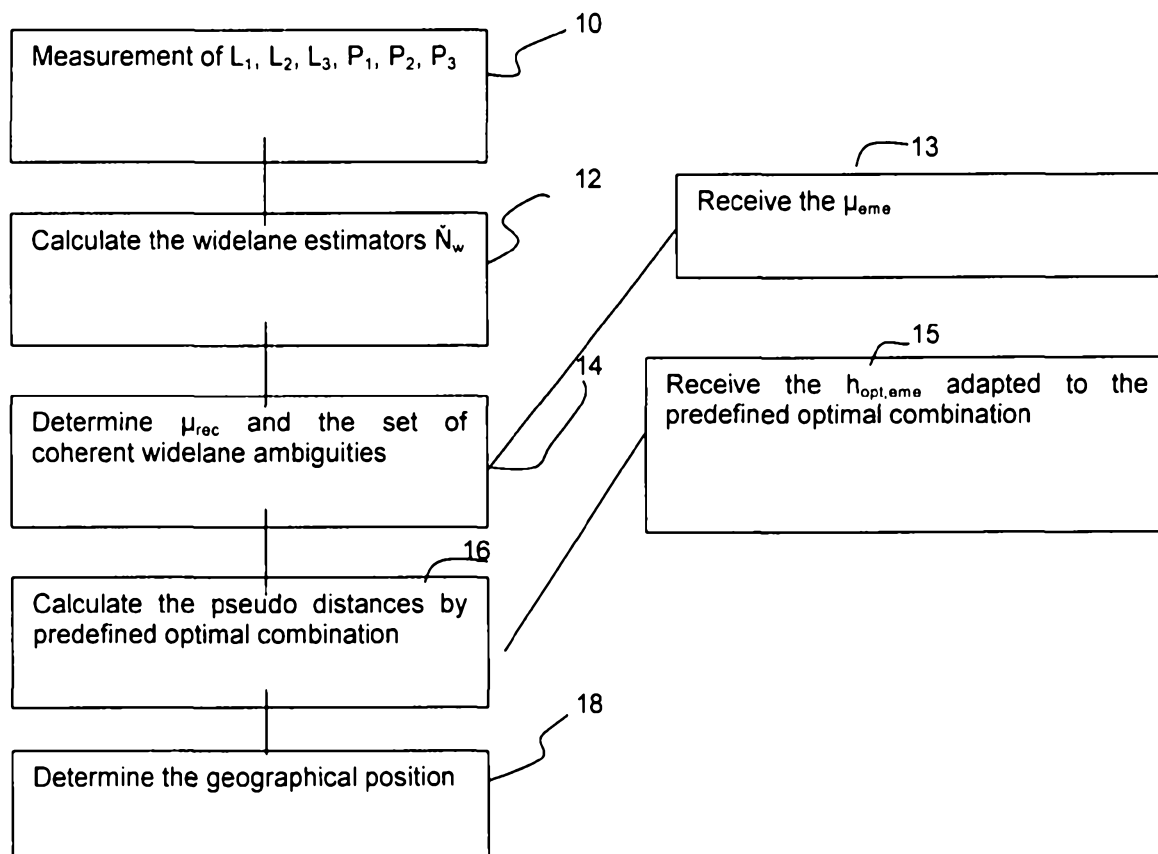 10
Measurement of L₁, L₂, L₃, P₁, P₂, P₃
12
Calculate the widelane estimators Ňw
13
Receive the μeme
14
Determine μrec and the set of
coherent widelane ambiguities
15
Receive the hopt,eme adapted to the
predefined optimal combination
16
Calculate the pseudo distances by
predefined optimal combination
18
Determine the geographical position